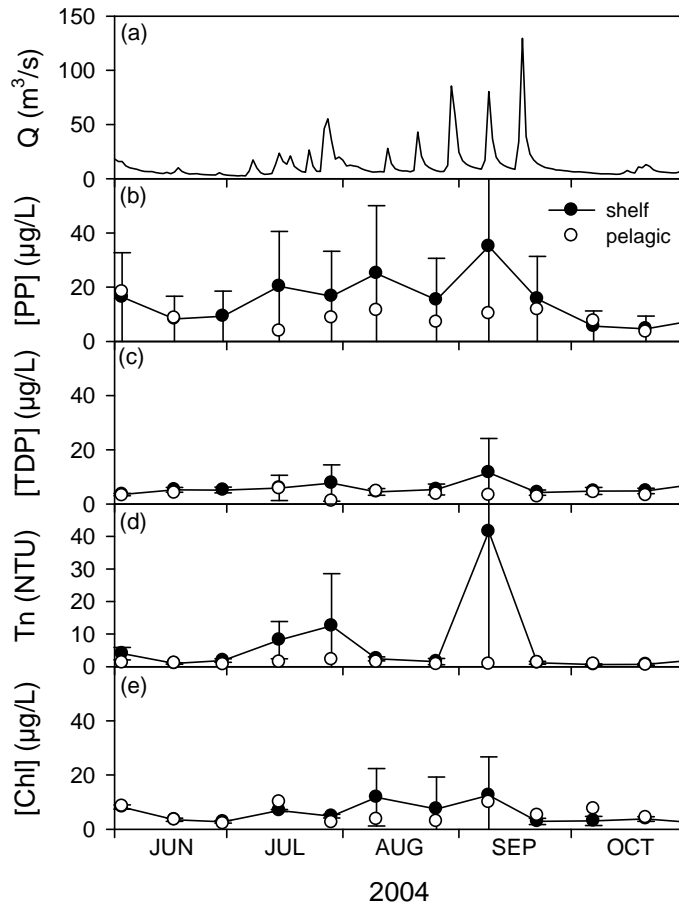 150
(a)
100
Q (m³/s)
50
0
(b)
shelf
pelagic
40
[PP] (µg/L)
20
0
(c)
40
[TDP] (µg/L)
20
0
(d)
40
30
Tn (NTU)
20
10
0
(e)
40
[Chl] (µg/L)
20
0
JUN JUL AUG SEP OCT
2004